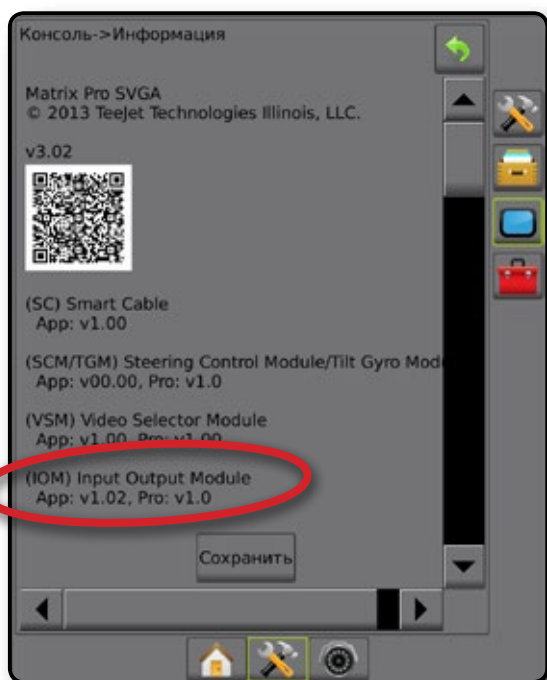 Консоль->Информация
Matrix Pro SVGA
© 2013 TeeJet Technologies Illinois, LLC.
v3.02
(SC) Smart Cable
App: v1.00
(SCM/TGM) Steering Control Module/Tilt Gyro Mod
App: v00.00, Pro: v1.0
(VSM) Video Selector Module
App: v1.00, Pro: v1.00
(IOM) Input Output Module
App: v1.02, Pro: v1.0
Сохранить